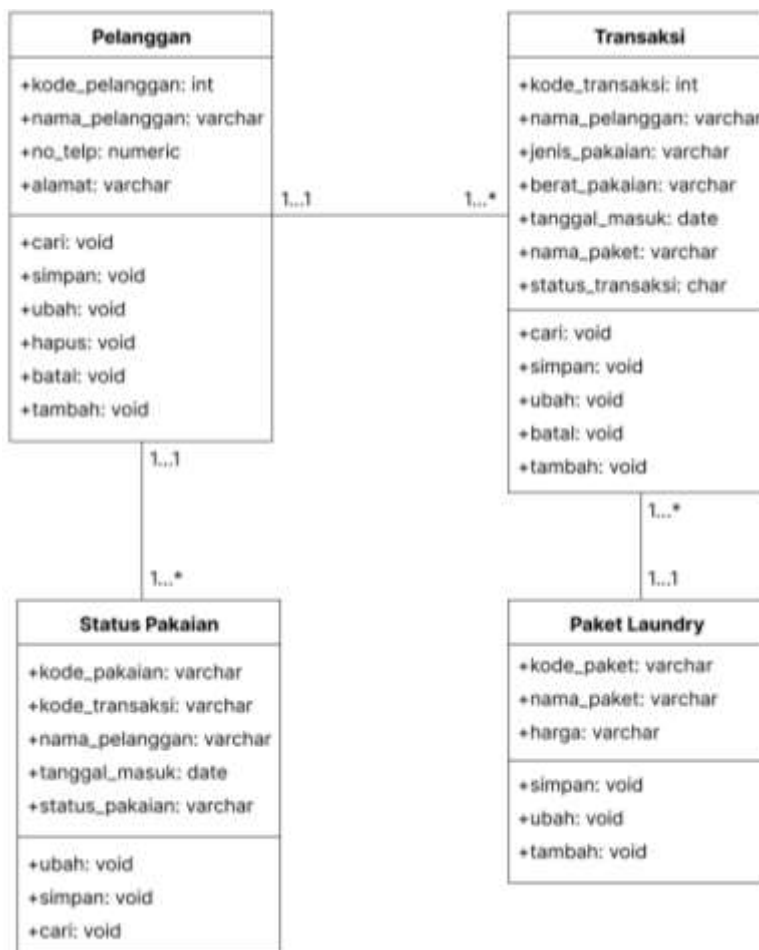 Pelanggan
+kode_pelanggan: int
+nama_pelanggan: varchar
+no_telp: numeric
+alamat: varchar
+cari: void
+simpan: void
+ubah: void
+hapus: void
+batal: void
+tambah: void
1...1
1...*
Transaksi
+kode_transaksi: int
+nama_pelanggan: varchar
+jenis_pakaian: varchar
+berat_pakaian: varchar
+tanggal_masuk: date
+nama_paket: varchar
+status_transaksi: char
+cari: void
+simpan: void
+ubah: void
+batal: void
+tambah: void
1...1
1...*
Status Pakaian
+kode_pakaian: varchar
+kode_transaksi: varchar
+nama_pelanggan: varchar
+tanggal_masuk: date
+status_pakaian: varchar
+ubah: void
+simpan: void
+cari: void
1...*
1...1
Paket Laundry
+kode_paket: varchar
+nama_paket: varchar
+harga: varchar
+simpan: void
+ubah: void
+tambah: void